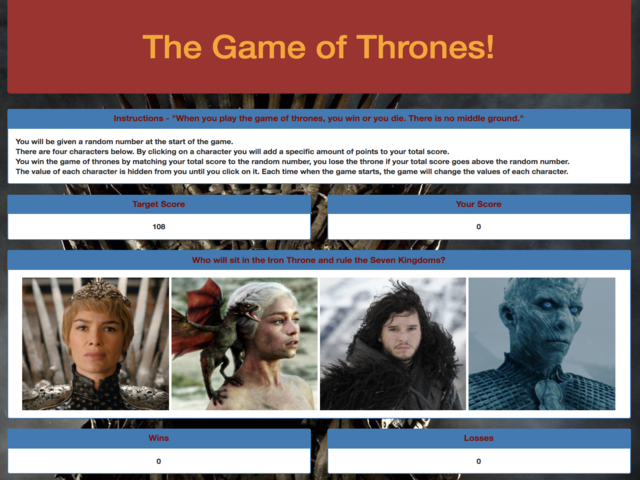 The Game of Thrones!
Instructions - "When you play the game of thrones, you win or you die. There is no middle ground."
You will be given a random number at the start of the game.
There are four characters below. By clicking on a character you will add a specific amount of points to your total score.
You win the game of thrones by matching your total score to the random number, you lose the throne if your total score goes above the random number.
The value of each character is hidden from you until you click on it. Each time when the game starts, the game will change the values of each character.
Target Score
Your Score
108
0
Who will sit in the Iron Throne and rule the Seven Kingdoms?
Wins
Losses
0
0